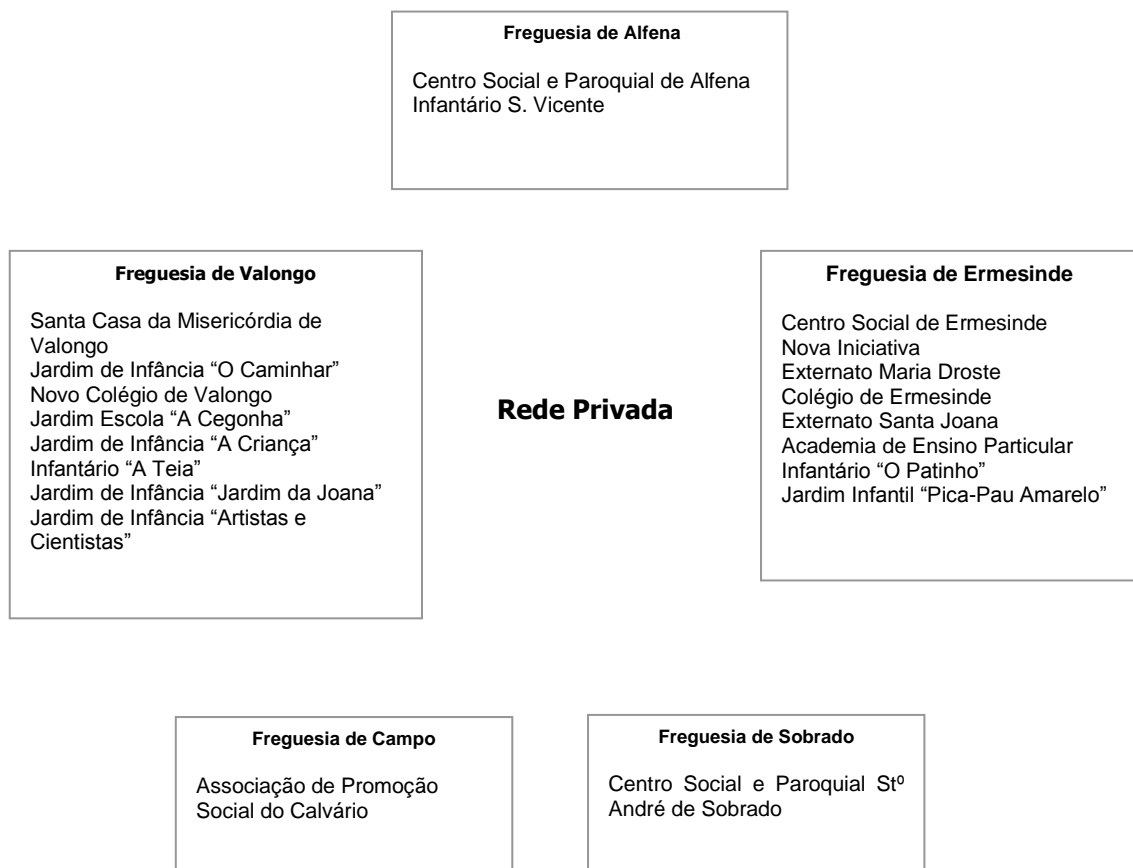 Freguesia de Alfena
Centro Social e Paroquial de Alfena
Infantário S. Vicente
Freguesia de Valongo
Santa Casa da Misericórdia de
Valongo
Jardim de Infância “O Caminhar”
Novo Colégio de Valongo
Jardim Escola “A Cegonha”
Jardim de Infância “A Criança”
Infantário “A Teia”
Jardim de Infância “Jardim da Joana”
Jardim de Infância “Artistas e
Cientistas”
Rede Privada
Freguesia de Ermesinde
Centro Social de Ermesinde
Nova Iniciativa
Externato Maria Droste
Colégio de Ermesinde
Externato Santa Joana
Academia de Ensino Particular
Infantário “O Patinho”
Jardim Infantil “Pica-Pau Amarelo”
Freguesia de Campo
Associação de Promoção
Social do Calvário
Freguesia de Sobrado
Centro Social e Paroquial Stº
André de Sobrado